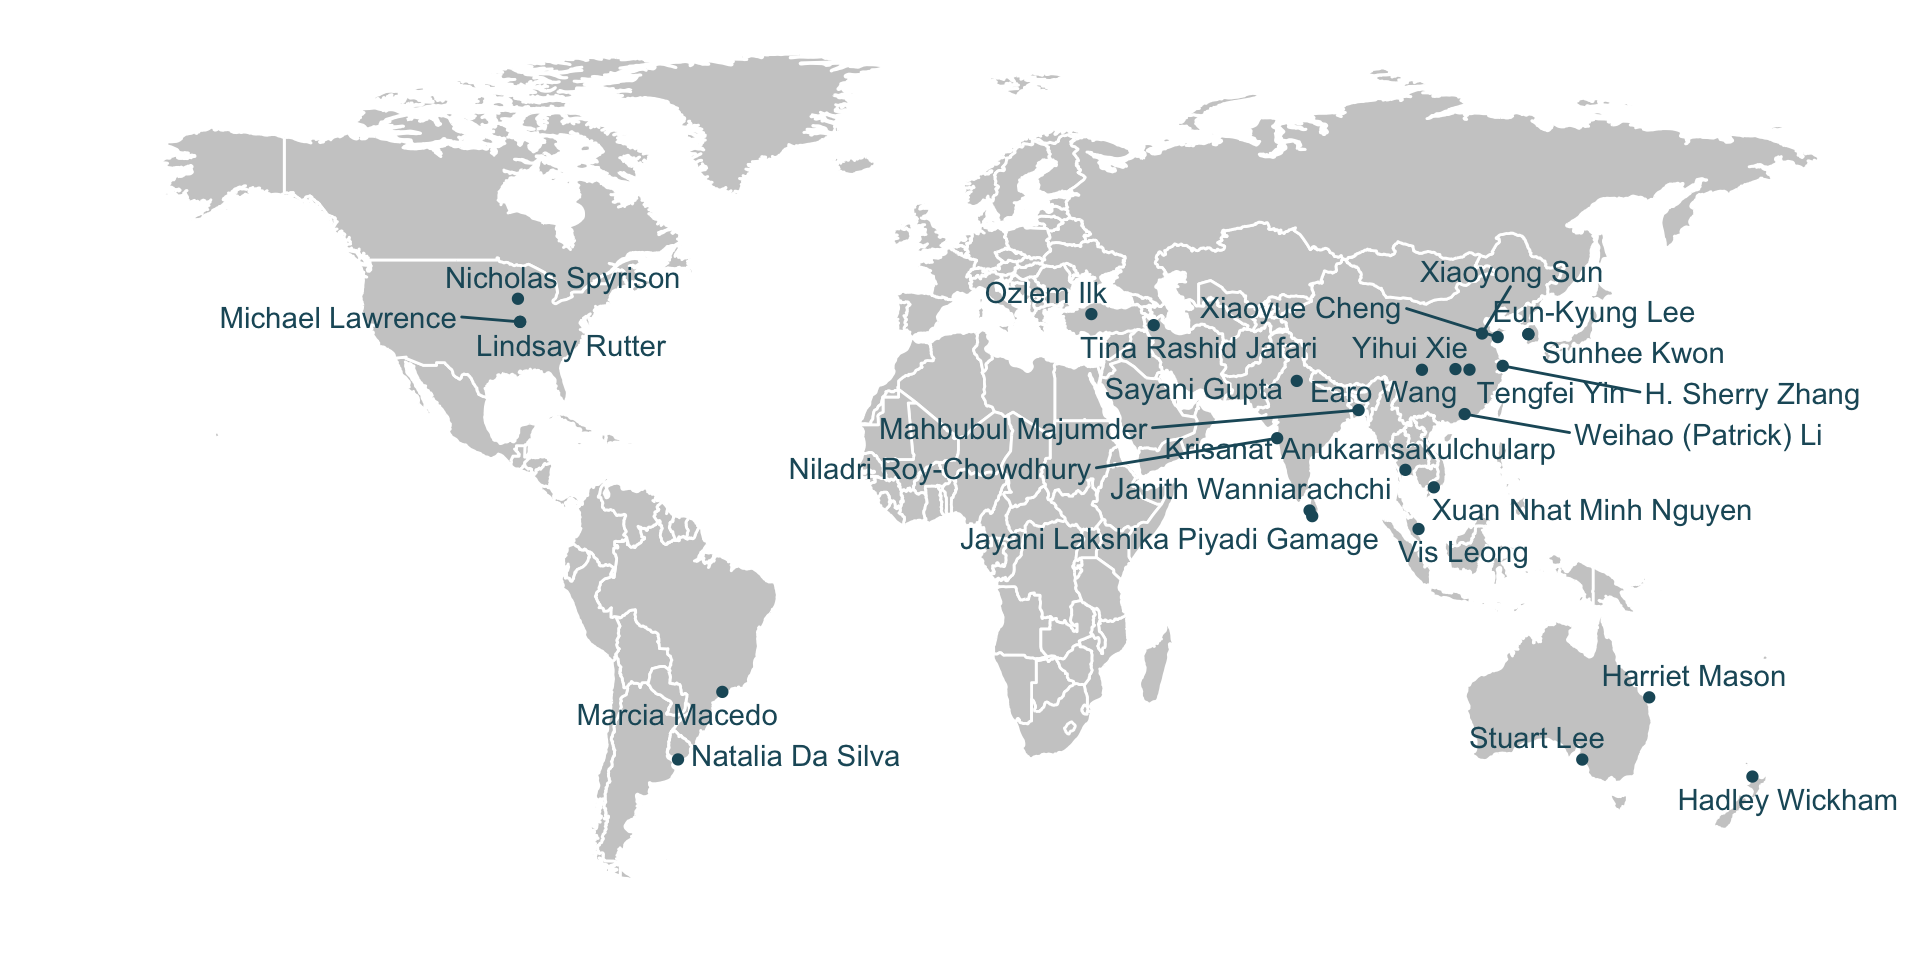 Xiaoyong Sun
Nicholas Spyrison
Ozlem Ilk
Xiaoyue Cheng
Eun-Kyung Lee
Michael Lawrence
Lindsay Rutter
Tina Rashid Jafari
Yihui Xie
Sunhee Kwon
Sayani Gupta
Earo Wang
Tengfei Yin
H. Sherry Zhang
Mahbubul Majumder
Weihao (Patrick) Li
Krisanat Anukarnsakulchularp
Niladri Roy-Chowdhury
Janith Wanniarachchi
Xuan Nhat Minh Nguyen
Jayani Lakshika Piyadi Gamage
Vis Leong
Harriet Mason
Marcia Macedo
Stuart Lee
Natalia Da Silva
Hadley Wickham